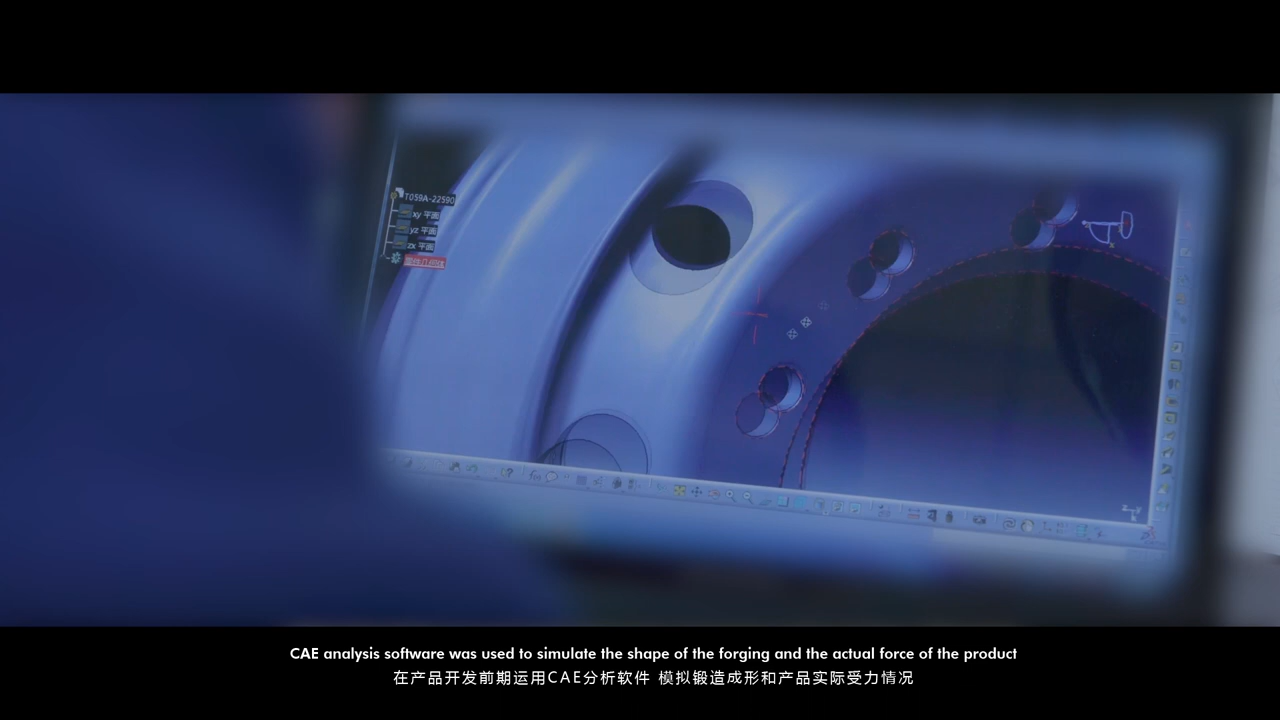 T059A-22590
xy 平面
yz 平面
zx 平面
CAE analysis software was used to simulate the shape of the forging and the actual force of the product
在产品开发前期运用CAE分析软件 模拟锻造成形和产品实际受力情况